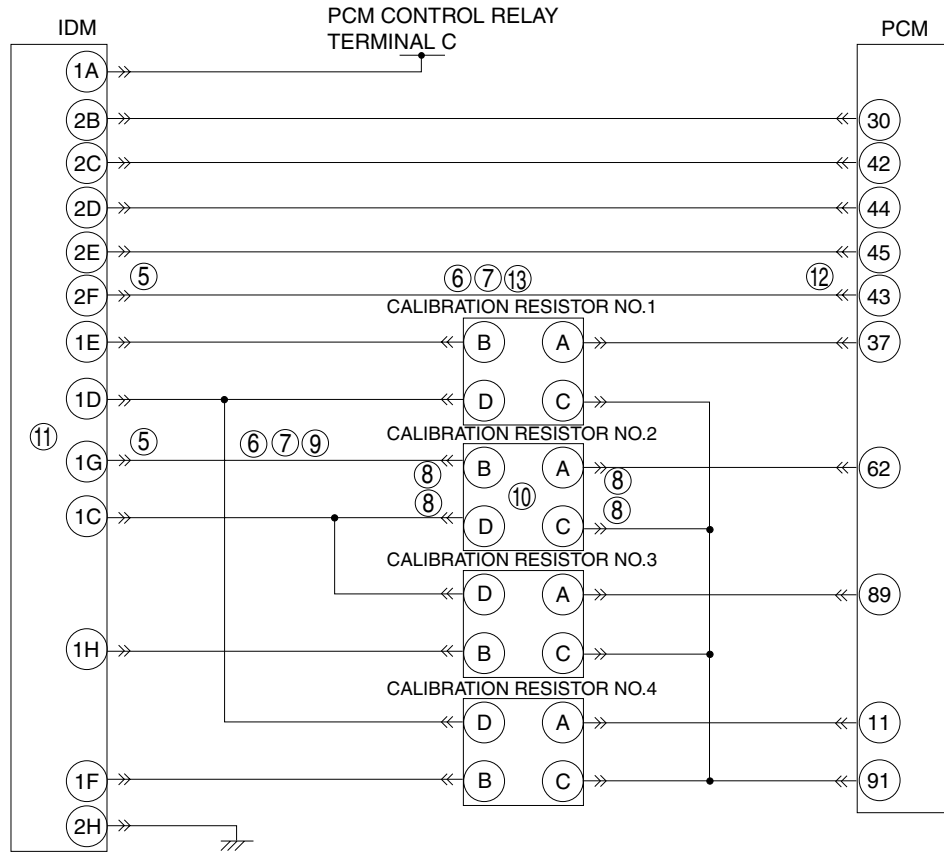 PCM CONTROL RELAY
TERMINAL C
IDM
PCM
1A
2B
30
2C
42
2D
44
2E
45
⑤
⑥ ⑦ ⑬
⑫
2F
43
CALIBRATION RESISTOR NO.1
1E
B
A
37
1D
D
C
CALIBRATION RESISTOR NO.2
⑪
⑤
⑥ ⑦ ⑨
1G
B
A
62
⑧
⑧
⑩
⑧
⑧
1C
D
C
CALIBRATION RESISTOR NO.3
D
A
89
1H
B
C
CALIBRATION RESISTOR NO.4
D
A
11
1F
B
C
91
2H